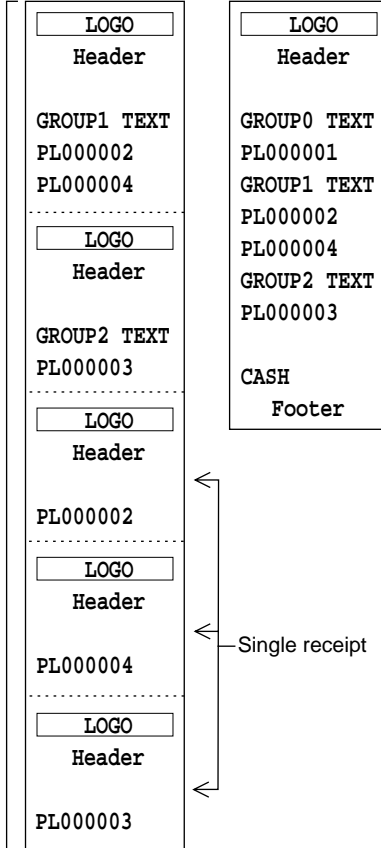 LOGO
Header
GROUP1 TEXT
PL000002
PL000004
LOGO
Header
GROUP2 TEXT
PL000003
LOGO
Header
PL000002
LOGO
Header
PL000004
LOGO
Header
PL000003
LOGO
Header
GROUP0 TEXT
PL000001
GROUP1 TEXT
PL000002
PL000004
GROUP2 TEXT
PL000003
CASH
Footer
Single receipt